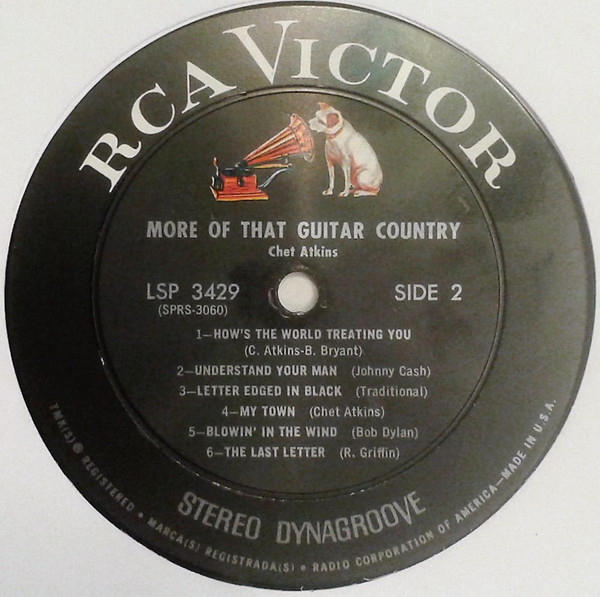 RCA VICTOR
MORE OF THAT GUITAR COUNTRY
Chet Atkins
LSP 3429 SIDE 2
(SPRS-3060)
1—HOW'S THE WORLD TREATING YOU
(C. Atkins-B. Bryant)
2—UNDERSTAND YOUR MAN (Johnny Cash)
3—LETTER EDGED IN BLACK (Traditional)
4—MY TOWN (Chet Atkins)
5—BLOWIN' IN THE WIND (Bob Dylan)
6—THE LAST LETTER (R. Griffin)
STEREO DYNAGROOVE
TMK(S) ® REGISTERED • MARCA(S) REGISTRADA(S) • RADIO CORPORATION OF AMERICA—MADE IN U.S.A.